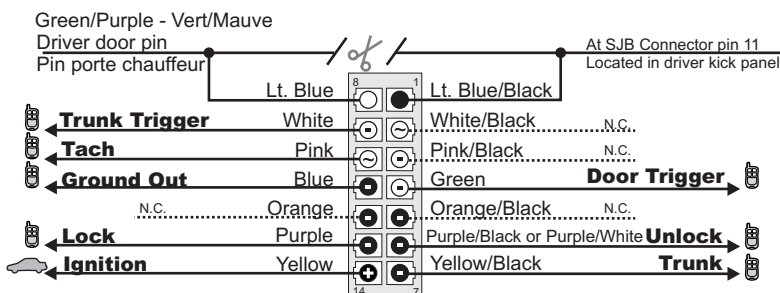 Green/Purple - Vert/Mauve
Driver door pin
Pin porte chauffeur
At SJB Connector pin 11
Located in driver kick panel
8 1
Lt. Blue Lt. Blue/Black
Trunk Trigger White White/Black N.C.
Tach Pink Pink/Black N.C.
Ground Out Blue Green Door Trigger
N.C. Orange Orange/Black N.C.
Lock Purple Purple/Black or Purple/White Unlock
Ignition Yellow Yellow/Black Trunk
14 7